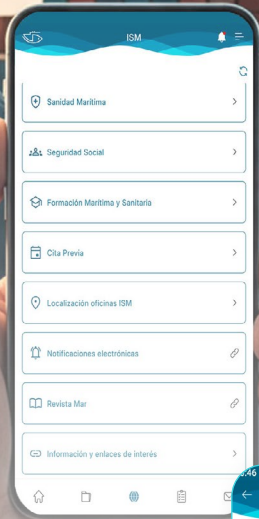 ISM
Sanidad Marítima
Seguridad Social
Formación Marítima y Sanitaria
Cita Previa
Localización oficinas ISM
Notificaciones electrónicas
Revista Mar
Información y enlaces de interés
:46